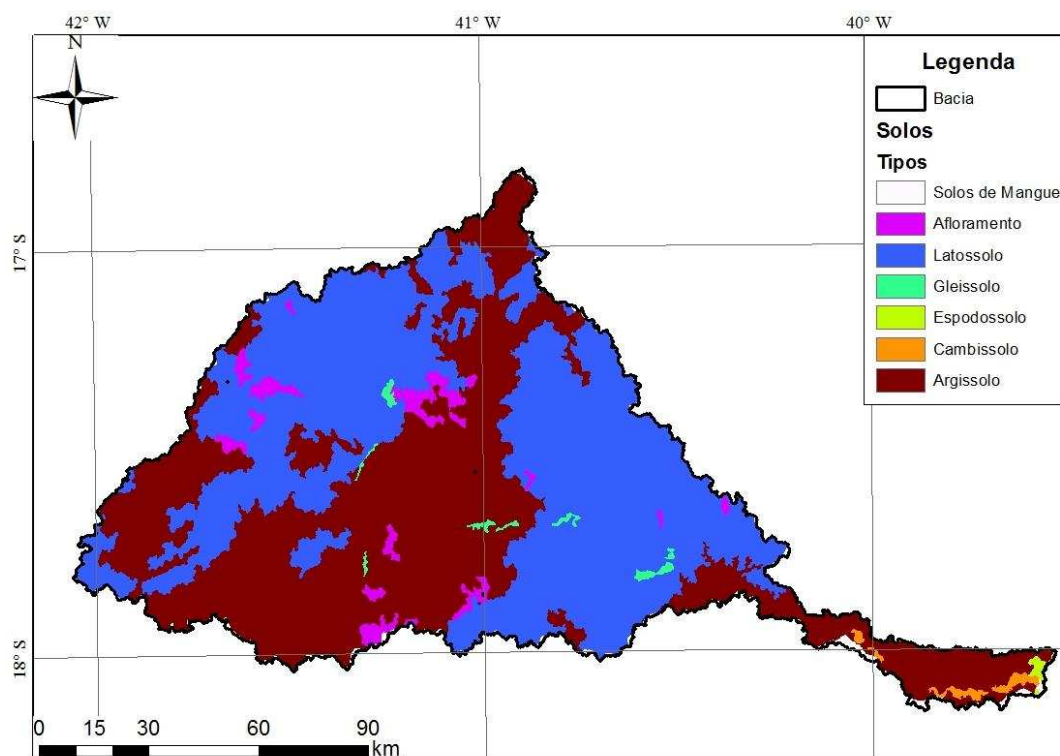 42° W
41° W
40° W
N
17° S
18° S
Legenda
Bacia
Solos
Tipos
Solos de Mangue
Afloramento
Latossolo
Gleissolo
Espodossolo
Cambissolo
Argissolo
0 15 30 60 90
km